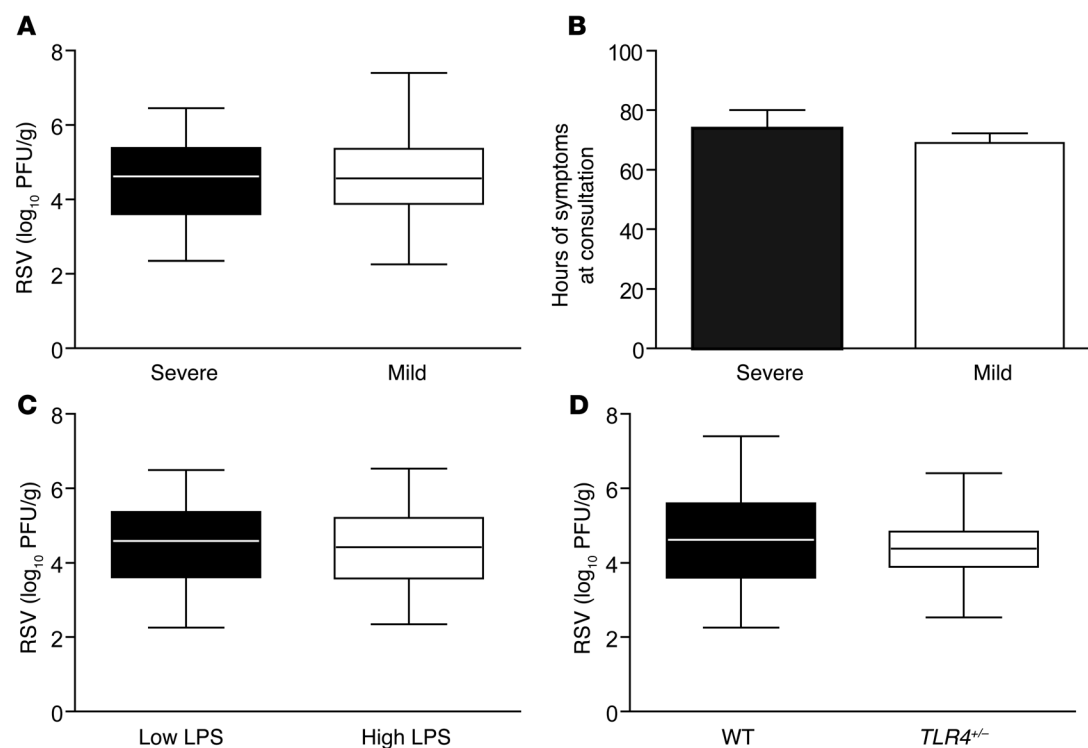 A
RSV (log₁₀ PFU/g)
8
6
4
2
0
Severe
Mild
B
Hours of symptoms
at consultation
100
80
60
40
20
0
Severe
Mild
C
RSV (log₁₀ PFU/g)
8
6
4
2
0
Low LPS
High LPS
D
RSV (log₁₀ PFU/g)
8
6
4
2
0
WT
TLR4⁺/⁻